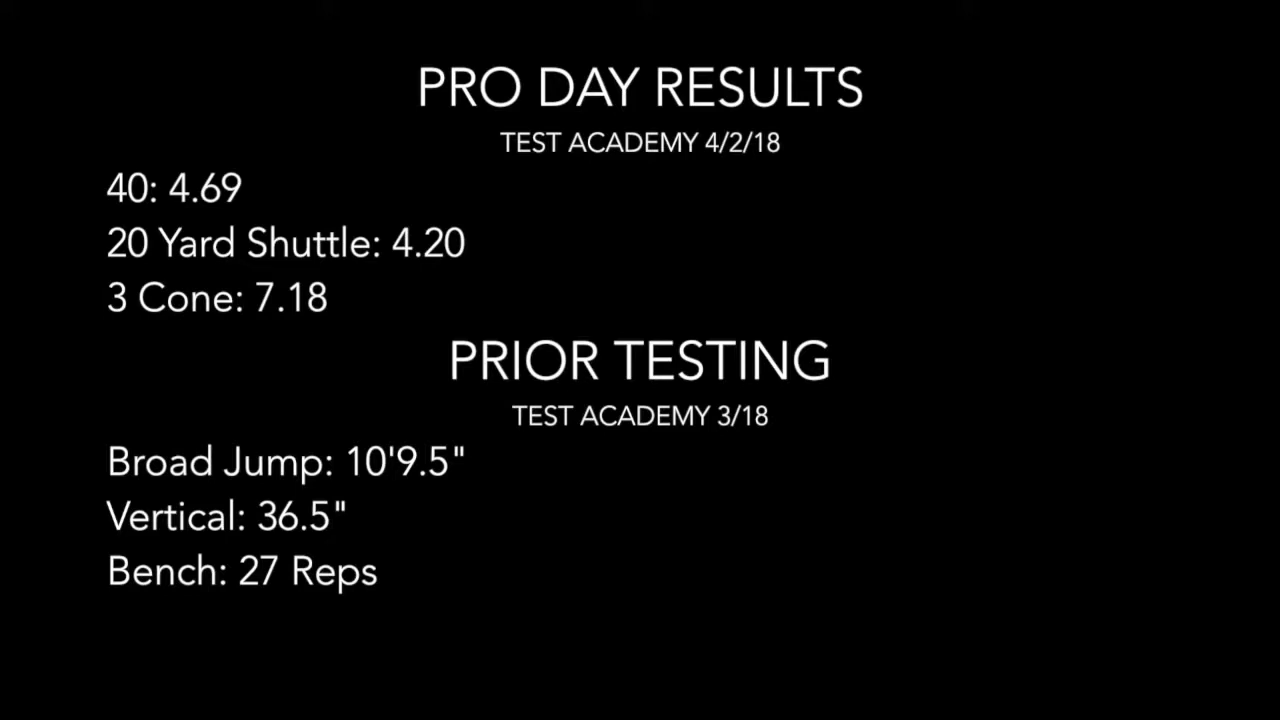 PRO DAY RESULTS
TEST ACADEMY 4/2/18
40: 4.69
20 Yard Shuttle: 4.20
3 Cone: 7.18
PRIOR TESTING
TEST ACADEMY 3/18
Broad Jump: 10'9.5"
Vertical: 36.5"
Bench: 27 Reps